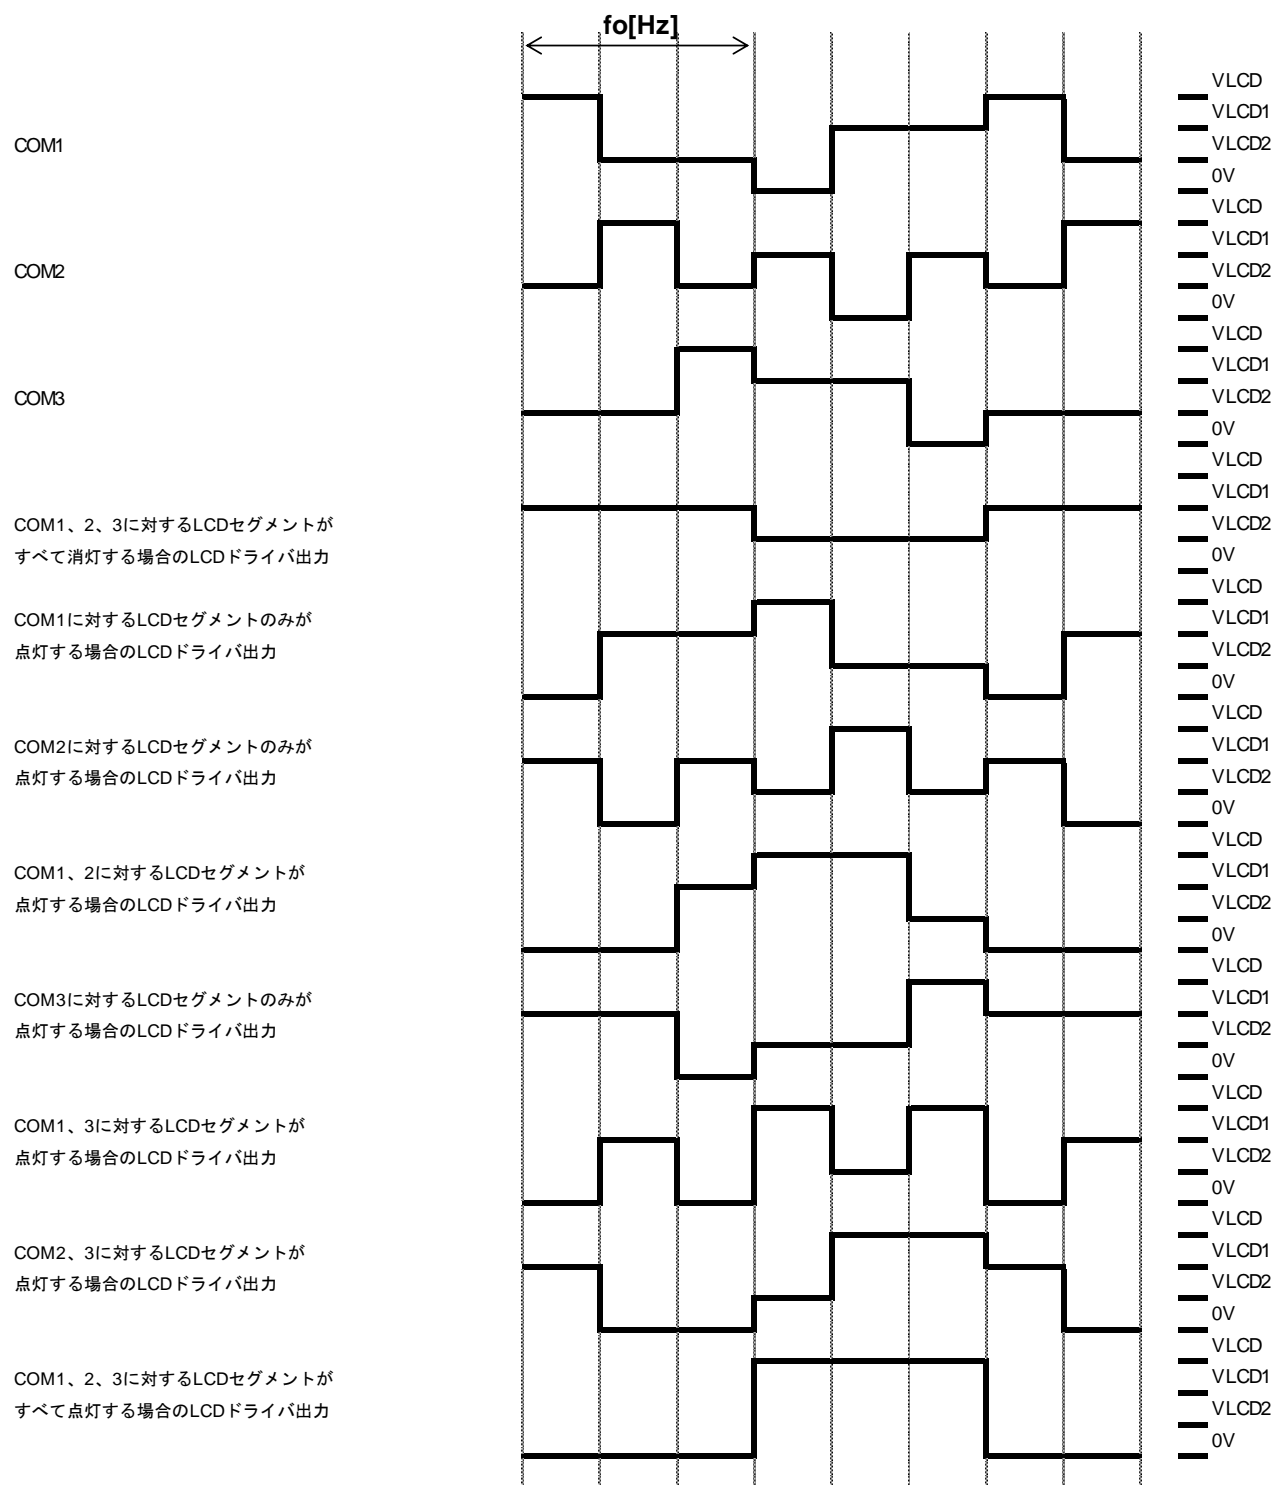 fo[Hz]
VLCD
VLCD1
COM1
VLCD2
0V
VLCD
VLCD1
COM2
VLCD2
0V
VLCD
VLCD1
COM3
VLCD2
0V
VLCD
VLCD1
COM1、2、3に対するLCDセグメントが
すべて消灯する場合のLCDドライバ出力
VLCD2
0V
VLCD
COM1に対するLCDセグメントのみが
点灯する場合のLCDドライバ出力
VLCD1
VLCD2
0V
VLCD
COM2に対するLCDセグメントのみが
点灯する場合のLCDドライバ出力
VLCD1
VLCD2
0V
VLCD
COM1、2に対するLCDセグメントが
点灯する場合のLCDドライバ出力
VLCD1
VLCD2
0V
VLCD
COM3に対するLCDセグメントのみが
点灯する場合のLCDドライバ出力
VLCD1
VLCD2
0V
VLCD
COM1、3に対するLCDセグメントが
点灯する場合のLCDドライバ出力
VLCD1
VLCD2
0V
VLCD
COM2、3に対するLCDセグメントが
点灯する場合のLCDドライバ出力
VLCD1
VLCD2
0V
VLCD
COM1、2、3に対するLCDセグメントが
すべて点灯する場合のLCDドライバ出力
VLCD1
VLCD2
0V